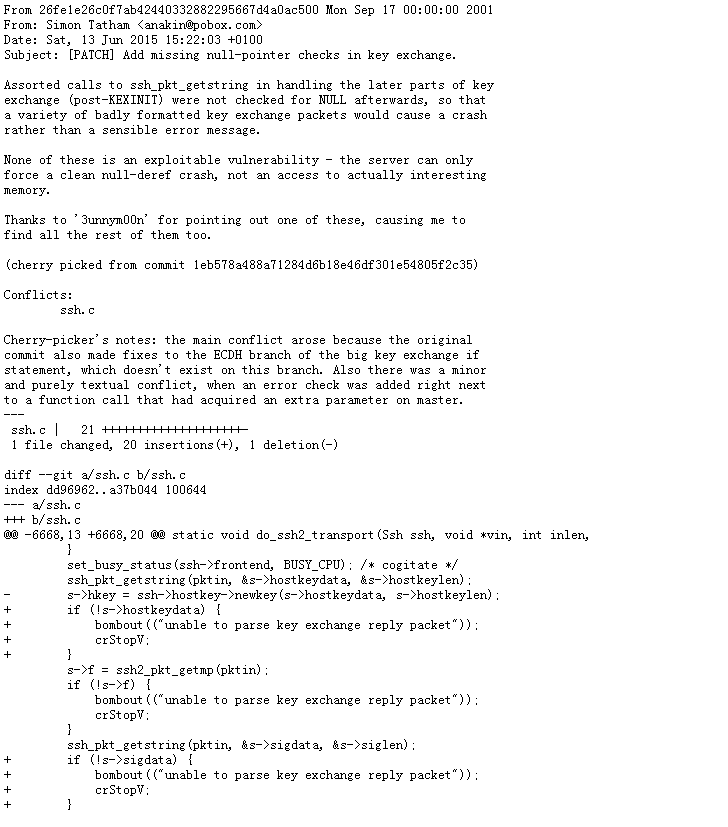 From 26fe1e26c0f7ab42440332882295667d4a0ac500 Mon Sep 17 00:00:00 2001
From: Simon Tatham <anakin@pobox.com>
Date: Sat, 13 Jun 2015 15:22:03 +0100
Subject: [PATCH] Add missing null-pointer checks in key exchange.

Assorted calls to ssh_pkt_getstring in handling the later parts of key
exchange (post-KEXINIT) were not checked for NULL afterwards, so that
a variety of badly formatted key exchange packets would cause a crash
rather than a sensible error message.

None of these is an exploitable vulnerability - the server can only
force a clean null-deref crash, not an access to actually interesting
memory.

Thanks to '3unnym00n' for pointing out one of these, causing me to
find all the rest of them too.

(cherry picked from commit 1eb578a488a71284d6b18e46df301e54805f2c35)

Conflicts:
        ssh.c

Cherry-picker's notes: the main conflict arose because the original
commit also made fixes to the ECDH branch of the big key exchange if
statement, which doesn't exist on this branch. Also there was a minor
and purely textual conflict, when an error check was added right next
to a function call that had acquired an extra parameter on master.
---
 ssh.c |   21 ++++++++++++++++++++-
 1 file changed, 20 insertions(+), 1 deletion(-)

diff --git a/ssh.c b/ssh.c
index dd96962..a37b044 100644
--- a/ssh.c
+++ b/ssh.c
@@ -6668,13 +6668,20 @@ static void do_ssh2_transport(Ssh ssh, void *vin, int inlen,
         }
         set_busy_status(ssh->frontend, BUSY_CPU); /* cogitate */
         ssh_pkt_getstring(pktin, &s->hostkeydata, &s->hostkeylen);
-        s->hkey = ssh->hostkey->newkey(s->hostkeydata, s->hostkeylen);
+        if (!s->hostkeydata) {
+            bombout(("unable to parse key exchange reply packet"));
+            crStopV;
+        }
         s->f = ssh2_pkt_getmp(pktin);
         if (!s->f) {
             bombout(("unable to parse key exchange reply packet"));
             crStopV;
         }
         ssh_pkt_getstring(pktin, &s->sigdata, &s->siglen);
+        if (!s->sigdata) {
+            bombout(("unable to parse key exchange reply packet"));
+            crStopV;
+        }